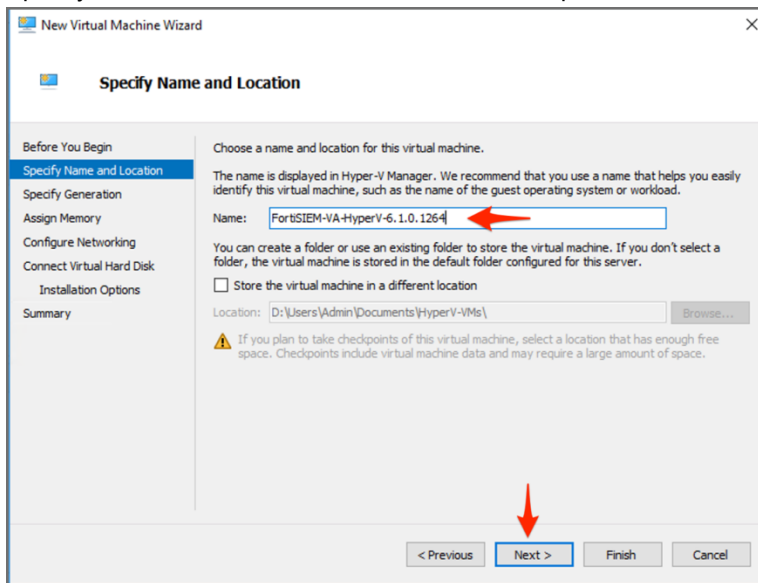 New Virtual Machine Wizard
Specify Name and Location
Before You Begin
Specify Name and Location
Specify Generation
Assign Memory
Configure Networking
Connect Virtual Hard Disk
Installation Options
Summary
Choose a name and location for this virtual machine.
The name is displayed in Hyper-V Manager. We recommend that you use a name that helps you easily
identify this virtual machine, such as the name of the guest operating system or workload.
Name: FortiSIEM-VA-HyperV-6.1.0.1264
You can create a folder or use an existing folder to store the virtual machine. If you don't select a
folder, the virtual machine is stored in the default folder configured for this server.
Store the virtual machine in a different location
Location: D:\Users\Admin\Documents\HyperV-VMs\ Browse...
If you plan to take checkpoints of this virtual machine, select a location that has enough free
space. Checkpoints include virtual machine data and may require a large amount of space.
< Previous Next > Finish Cancel